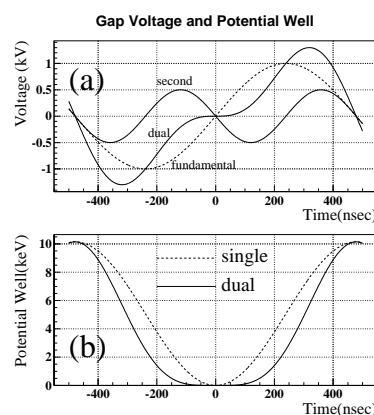 Gap Voltage and Potential Well
Voltage (kV)
(a)
second
dual
fundamental
1
0.5
0
-0.5
-1
-400 -200 0 200 400
Time(nsec)
Potential Well(keV)
(b)
single
dual
10
8
6
4
2
0
-400 -200 0 200 400
Time(nsec)